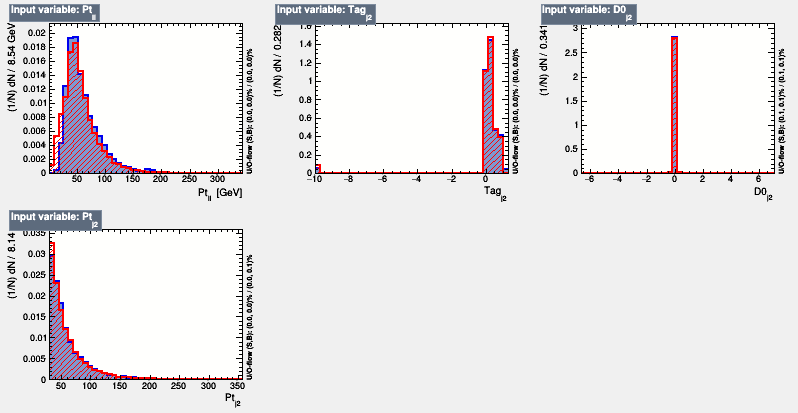 Input variable: Pt_ll
Input variable: Tag_j2
Input variable: D0_j2
(1/N) dN / 8.54 GeV
0.02
0.018
0.016
0.014
0.012
0.01
0.008
0.006
0.004
0.002
0
50 100 150 200 250 300
Pt_ll [GeV]
U/O-flow (S,B): (0.0, 0.0)% / (0.0, 0.0)%
(1/N) dN / 0.282
1.6
1.4
1.2
1
0.8
0.6
0.4
0.2
0
−10 −8 −6 −4 −2 0
Tag_j2
U/O-flow (S,B): (0.0, 0.0)% / (0.0, 0.0)%
(1/N) dN / 0.341
3
2.5
2
1.5
1
0.5
0
−6 −4 −2 0 2 4 6
D0_j2
U/O-flow (S,B): (0.1, 0.1)% / (0.1, 0.1)%
Input variable: Pt_j2
(1/N) dN / 8.14
0.035
0.03
0.025
0.02
0.015
0.01
0.005
0
50 100 150 200 250 300 350
Pt_j2
U/O-flow (S,B): (0.0, 0.0)% / (0.0, 0.1)%